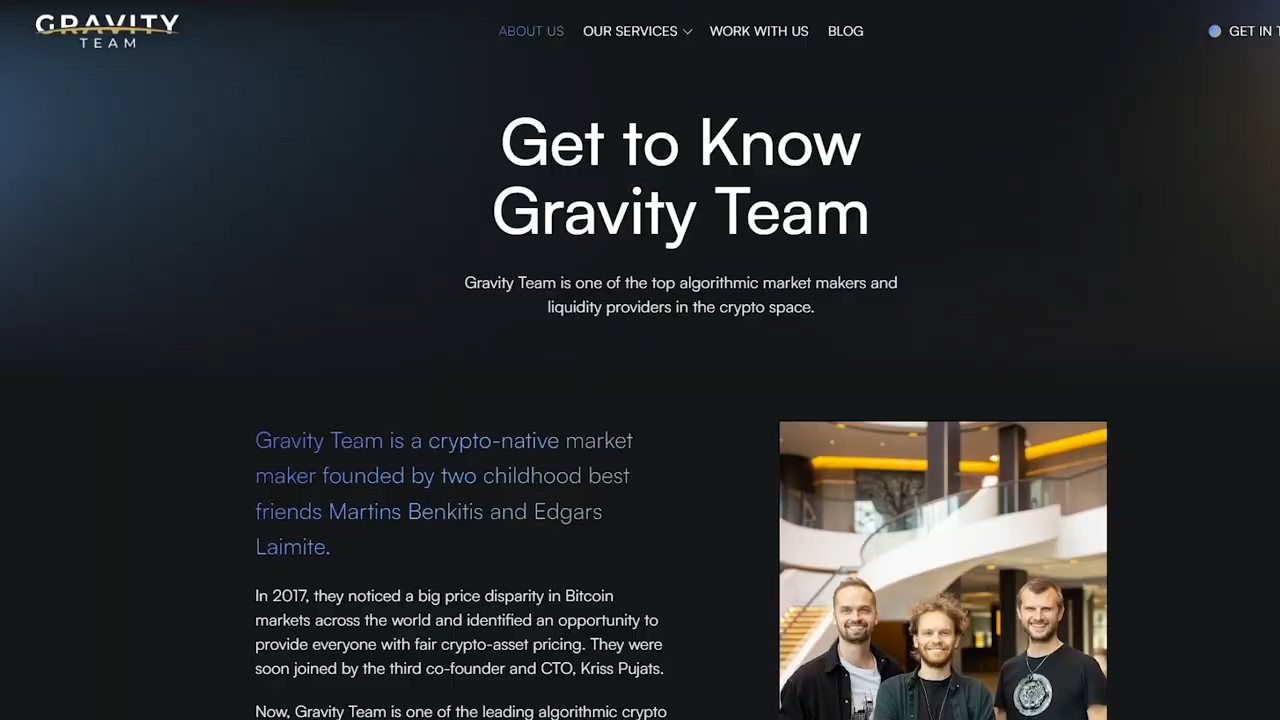 GRAVITY
TEAM
ABOUT US
OUR SERVICES
WORK WITH US
BLOG
GET IN
Get to Know
Gravity Team
Gravity Team is one of the top algorithmic market makers and
liquidity providers in the crypto space.
Gravity Team is a crypto-native market
maker founded by two childhood best
friends Martins Benkitis and Edgars
Laimite.
In 2017, they noticed a big price disparity in Bitcoin
markets across the world and identified an opportunity to
provide everyone with fair crypto-asset pricing. They were
soon joined by the third co-founder and CTO, Kriss Pujats.
Now, Gravity Team is one of the leading algorithmic crypto